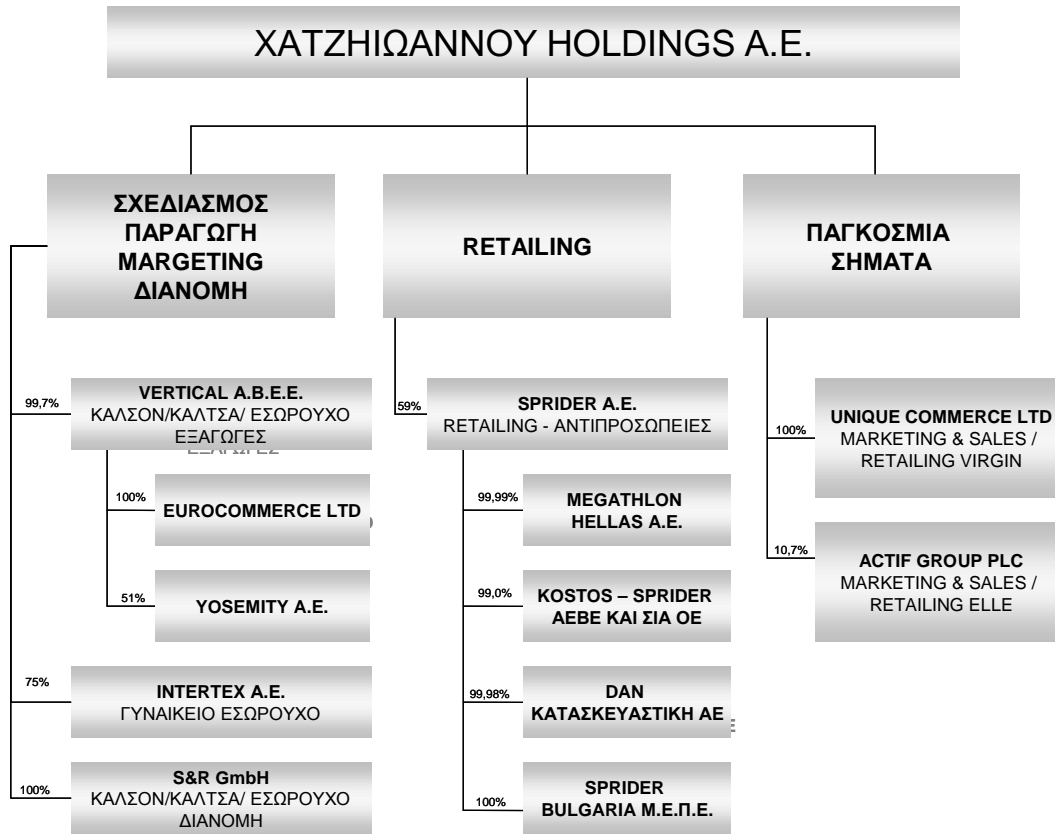 ΧΑΤΖΗΙΩΑΝΝΟΥ HOLDINGS Α.Ε.
ΣΧΕΔΙΑΣΜΟΣ
ΠΑΡΑΓΩΓΗ
MARGETING
ΔΙΑΝΟΜΗ
99,7%
VERTICAL Α.Β.Ε.Ε.
ΚΑΛΣΟΝ/ΚΑΛΤΣΑ/ ΕΣΩΡΟΥΧΟ
ΕΞΑΓΩΓΕΣ
100%
EUROCOMMERCE LTD
51%
YOSEMITY Α.Ε.
75%
INTERTEX Α.Ε.
ΓΥΝΑΙΚΕΙΟ ΕΣΩΡΟΥΧΟ
100%
S&R GmbH
ΚΑΛΣΟΝ/ΚΑΛΤΣΑ/ ΕΣΩΡΟΥΧΟ
ΔΙΑΝΟΜΗ
RETAILING
59%
SPRIDER Α.Ε.
RETAILING - ΑΝΤΙΠΡΟΣΩΠΕΙΕΣ
99,99%
MEGATHLON
HELLAS Α.Ε.
99,0%
KOSTOS – SPRIDER
ΑΕΒΕ ΚΑΙ ΣΙΑ ΟΕ
99,98%
DAN
ΚΑΤΑΣΚΕΥΑΣΤΙΚΗ ΑΕ
100%
SPRIDER
BULGARIA Μ.Ε.Π.Ε.
ΠΑΓΚΟΣΜΙΑ
ΣΗΜΑΤΑ
100%
UNIQUE COMMERCE LTD
MARKETING & SALES /
RETAILING VIRGIN
10,7%
ACTIF GROUP PLC
MARKETING & SALES /
RETAILING ELLE